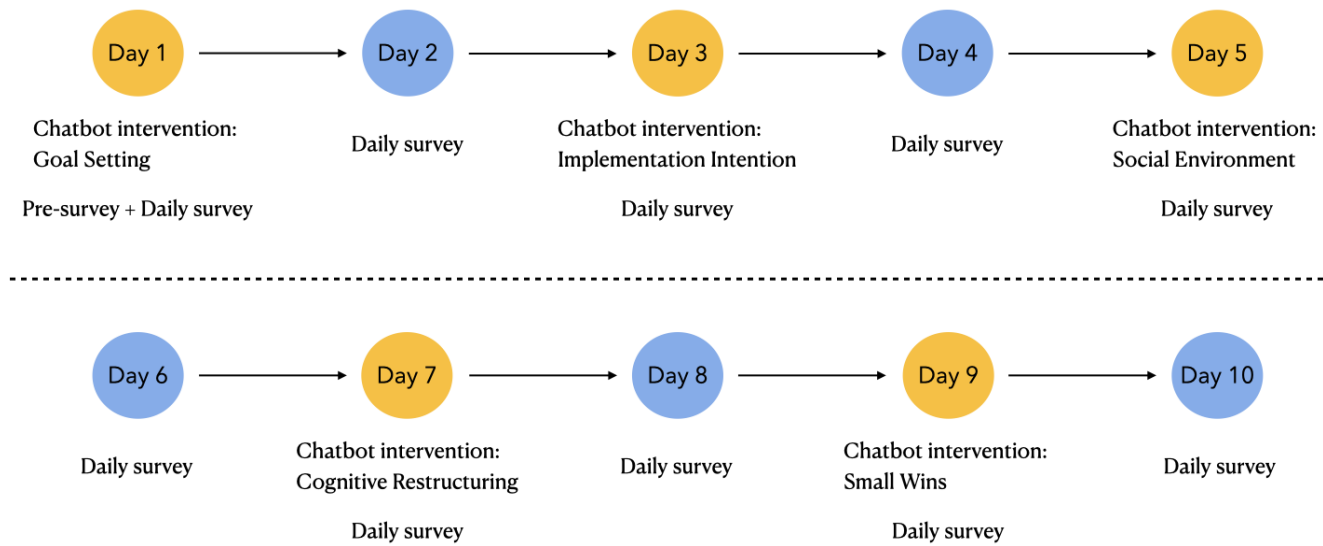 Day 1
Day 2
Day 3
Day 4
Day 5
Chatbot intervention:
Goal Setting
Pre-survey + Daily survey
Daily survey
Chatbot intervention:
Implementation Intention
Daily survey
Daily survey
Chatbot intervention:
Social Environment
Daily survey
Day 6
Day 7
Day 8
Day 9
Day 10
Daily survey
Chatbot intervention:
Cognitive Restructuring
Daily survey
Daily survey
Chatbot intervention:
Small Wins
Daily survey
Daily survey